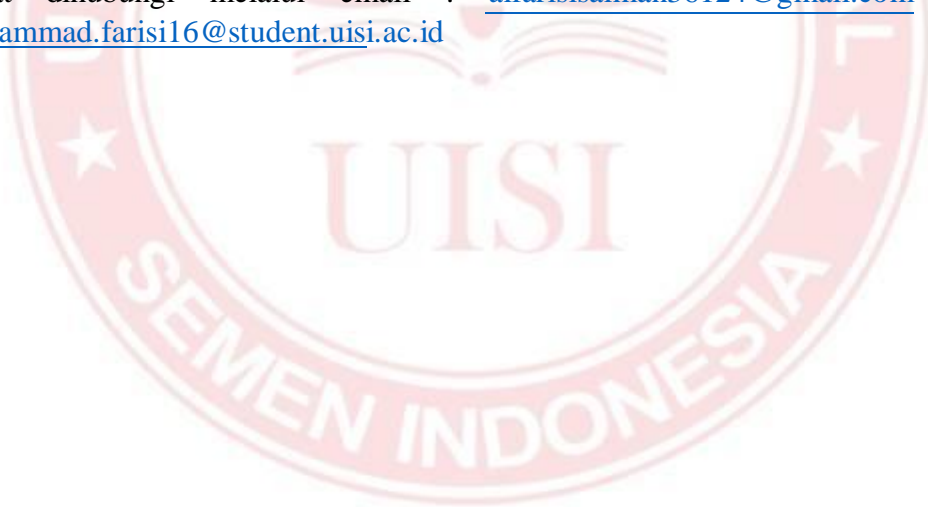 dihubungi melalui email :
ammad.farisi16@student.uisi.ac.id
UISI
SEMEN INDONESIA